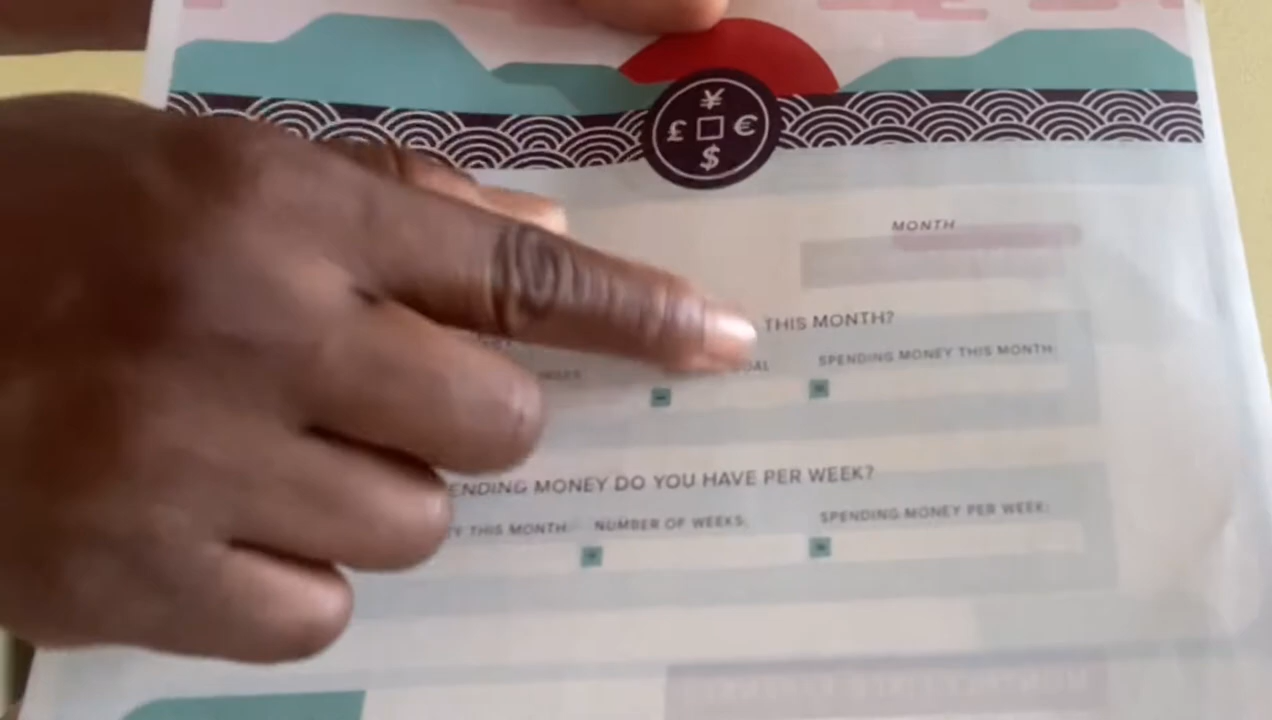 ¥
£ €
$
MONTH
THIS MONTH?
SPENDING MONEY THIS MONTH:
ENDING MONEY DO YOU HAVE PER WEEK?
Y THIS MONTH: NUMBER OF WEEKS: SPENDING MONEY PER WEEK: